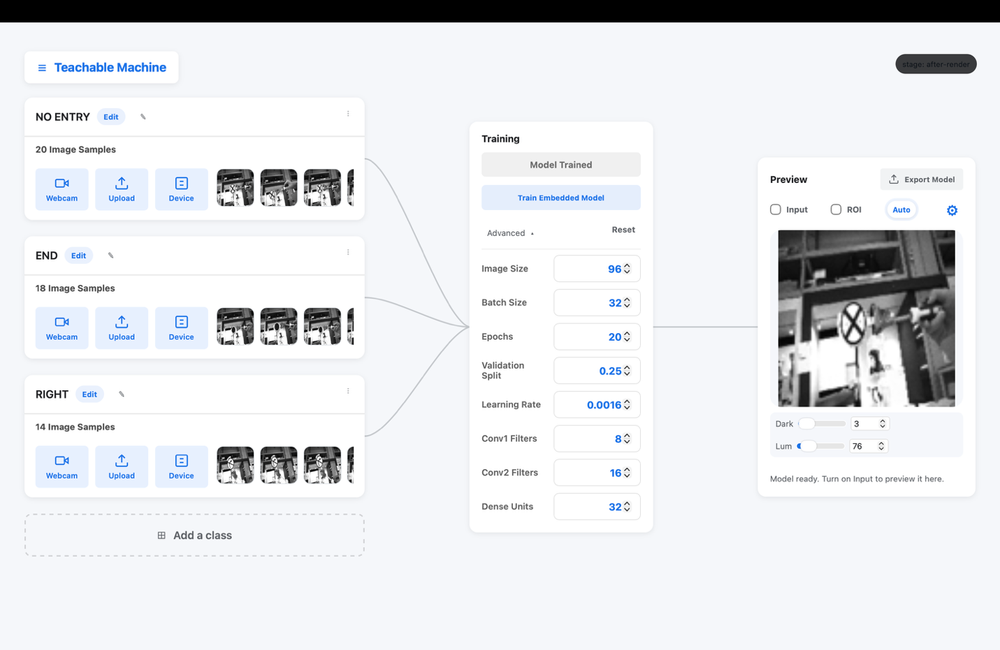 Teachable Machine
stage: after-render
NO ENTRY Edit
20 Image Samples
Webcam Upload Device
END Edit
18 Image Samples
Webcam Upload Device
RIGHT Edit
14 Image Samples
Webcam Upload Device
Add a class
Training
Model Trained
Train Embedded Model
Advanced Reset
Image Size 96
Batch Size 32
Epochs 20
Validation
Split 0.25
Learning Rate 0.0016
Conv1 Filters 8
Conv2 Filters 16
Dense Units 32
Preview Export Model
Input ROI Auto
Dark 3
Lum 76
Model ready. Turn on Input to preview it here.